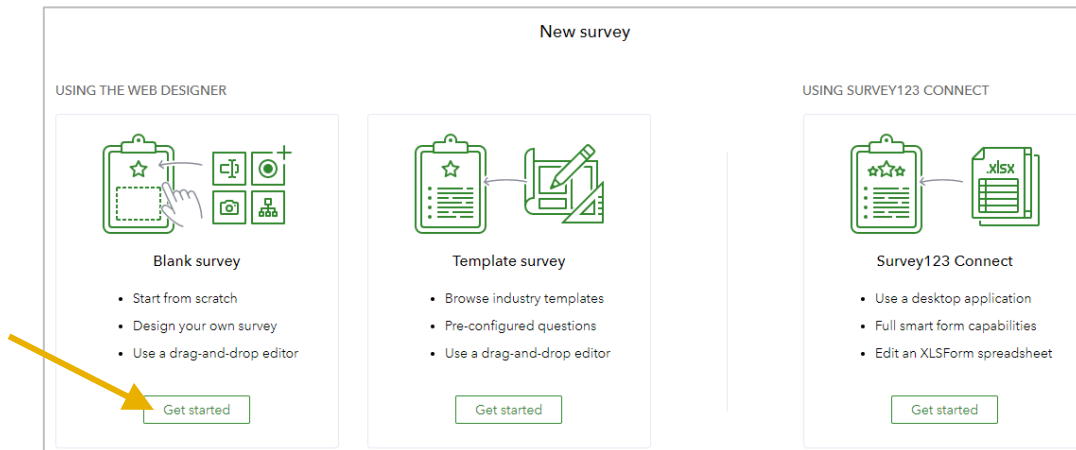 New survey
USING THE WEB DESIGNER
USING SURVEY123 CONNECT
Blank survey
• Start from scratch
• Design your own survey
• Use a drag-and-drop editor
Get started
Template survey
• Browse industry templates
• Pre-configured questions
• Use a drag-and-drop editor
Get started
.xlsx
Survey123 Connect
• Use a desktop application
• Full smart form capabilities
• Edit an XLSForm spreadsheet
Get started